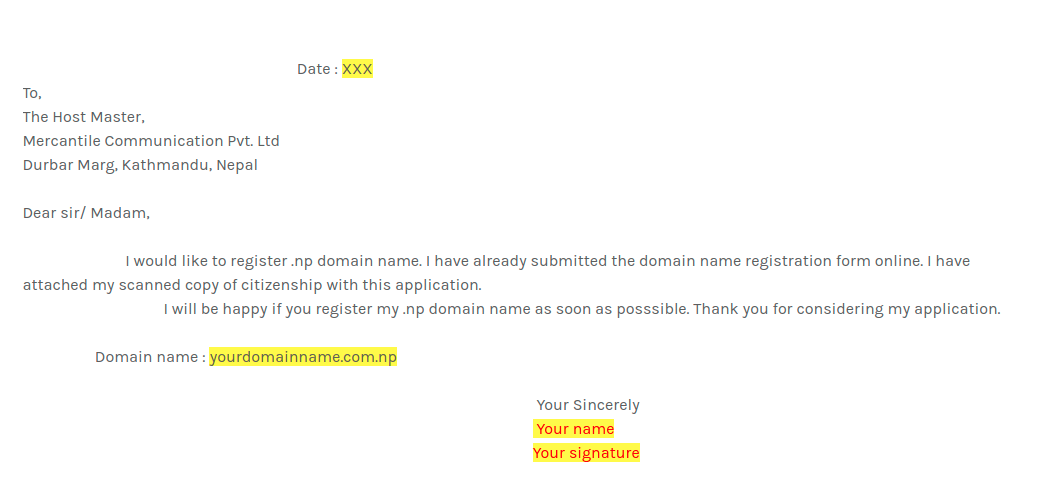 Date : XXX
To,
The Host Master,
Mercantile Communication Pvt. Ltd
Durbar Marg, Kathmandu, Nepal
Dear sir/ Madam,
I would like to register .np domain name. I have already submitted the domain name registration form online. I have
attached my scanned copy of citizenship with this application.
I will be happy if you register my .np domain name as soon as posssible. Thank you for considering my application.
Domain name : yourdomainname.com.np
Your Sincerely
Your name
Your signature